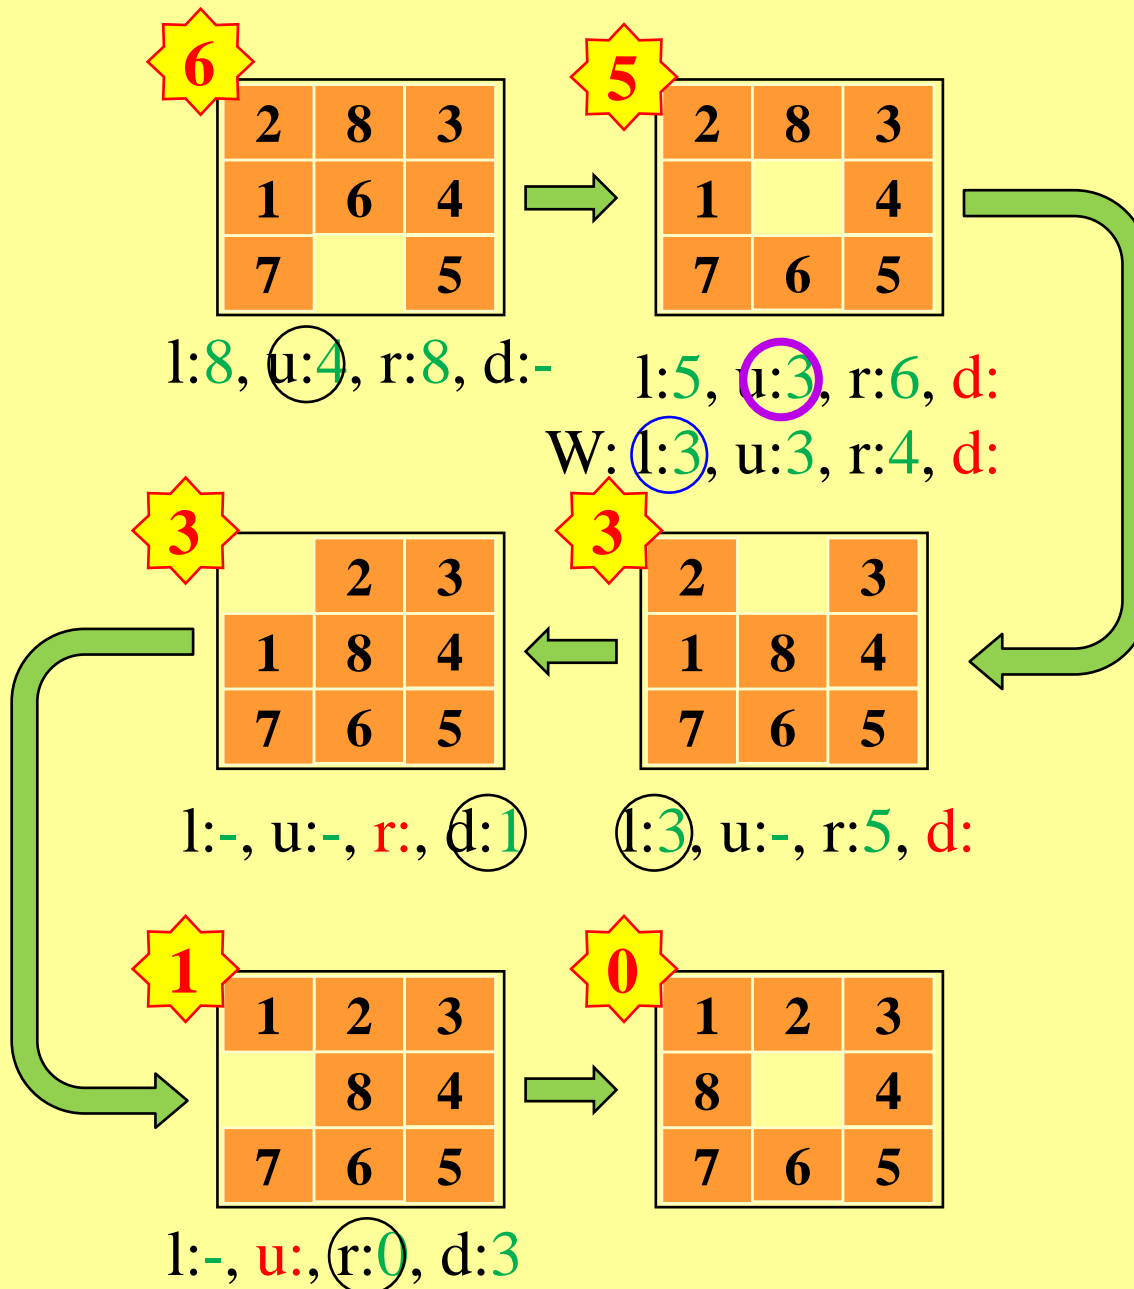 6 5
2 8 3 2 8 3
1 6 4 1 4
7 5 7 6 5
l:8, u:4, r:8, d:- l:5, u:3, r:6, d:
W: l:3, u:3, r:4, d:
3 3
2 3 2 3
1 8 4 1 8 4
7 6 5 7 6 5
l:-, u:-, r:, d:1 l:3, u:-, r:5, d:
1 0
1 2 3 1 2 3
8 4 8 4
7 6 5 7 6 5
l:-, u:, r:0, d:3